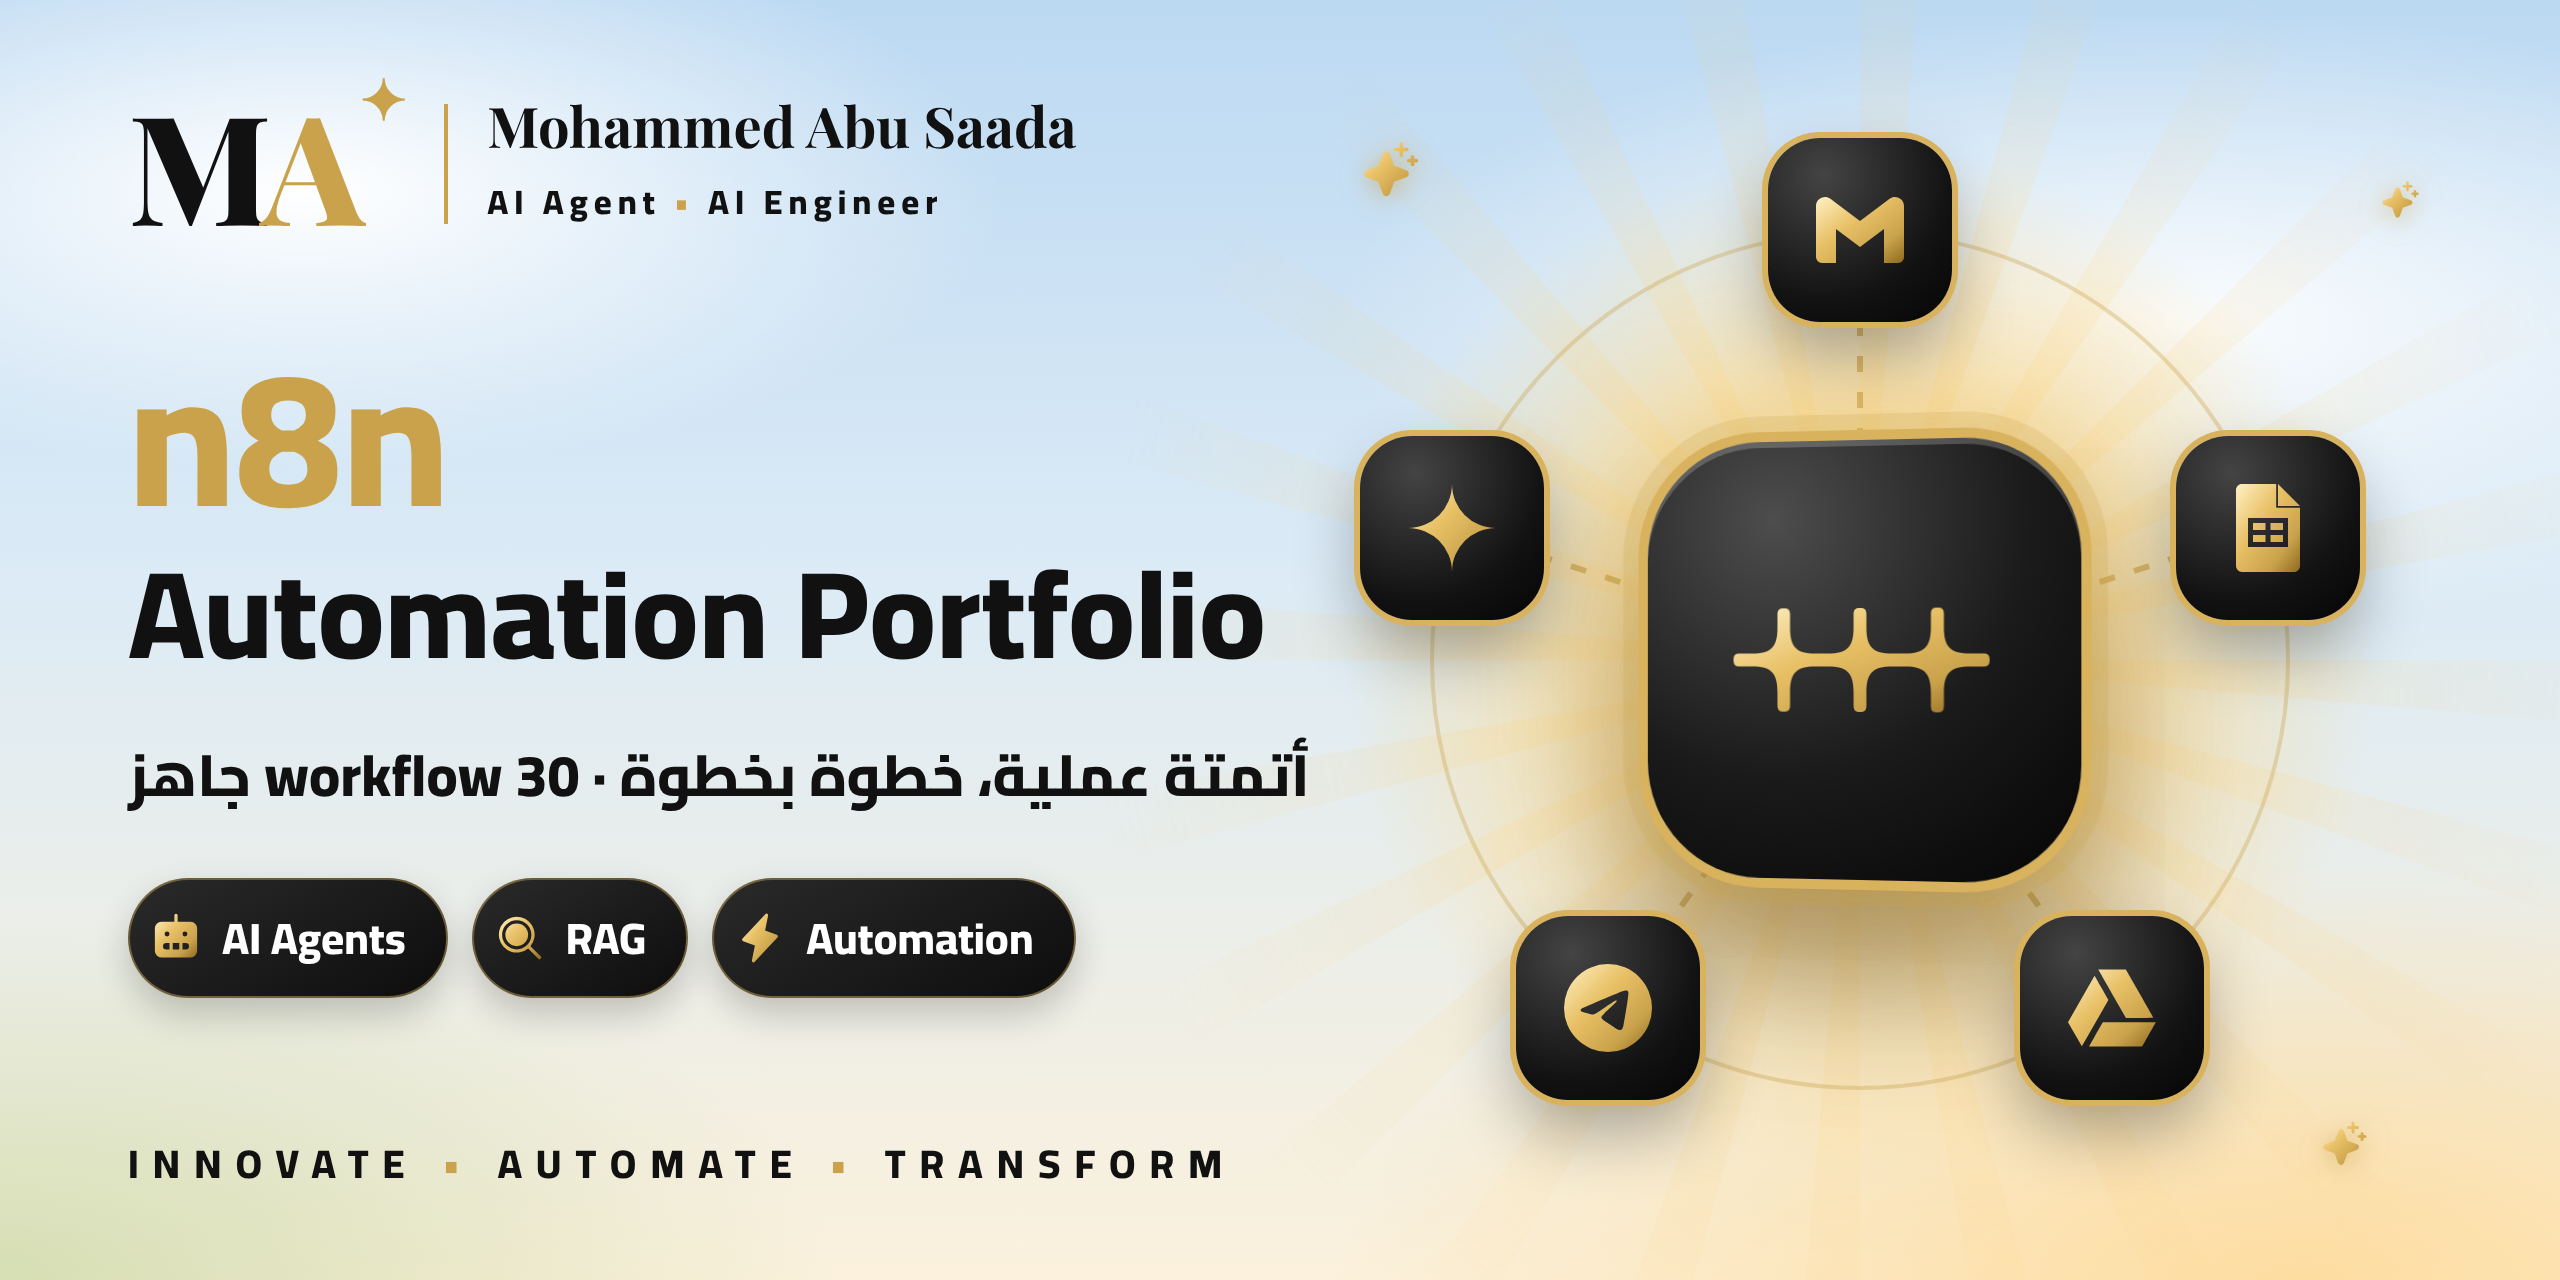 MA
Mohammed Abu Saada
AI Agent ▪ AI Engineer
n8n
Automation Portfolio
أتمتة عملية، خطوة بخطوة · 30 workflow جاهز
AI Agents
RAG
Automation
INNOVATE ▪ AUTOMATE ▪ TRANSFORM